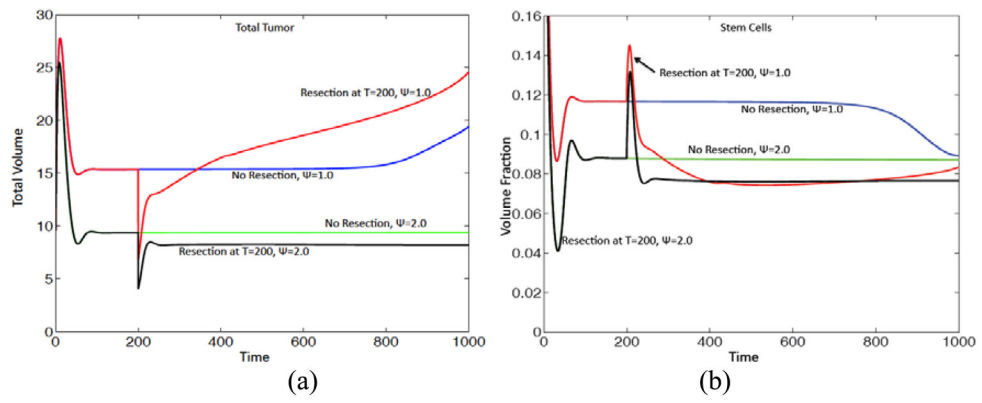 30
25
20
15
10
5
0
Total Volume
Total Tumor
Resection at T=200, Ψ=1.0
No Resection, Ψ=1.0
No Resection, Ψ=2.0
Resection at T=200, Ψ=2.0
0 200 400 600 800 1000
Time
(a)
0.16
0.14
0.12
0.10
0.08
0.06
0.04
0.02
0
Volume Fraction
Stem Cells
Resection at T=200, Ψ=1.0
No Resection, Ψ=1.0
No Resection, Ψ=2.0
Resection at T=200, Ψ=2.0
0 200 400 600 800 1000
Time
(b)